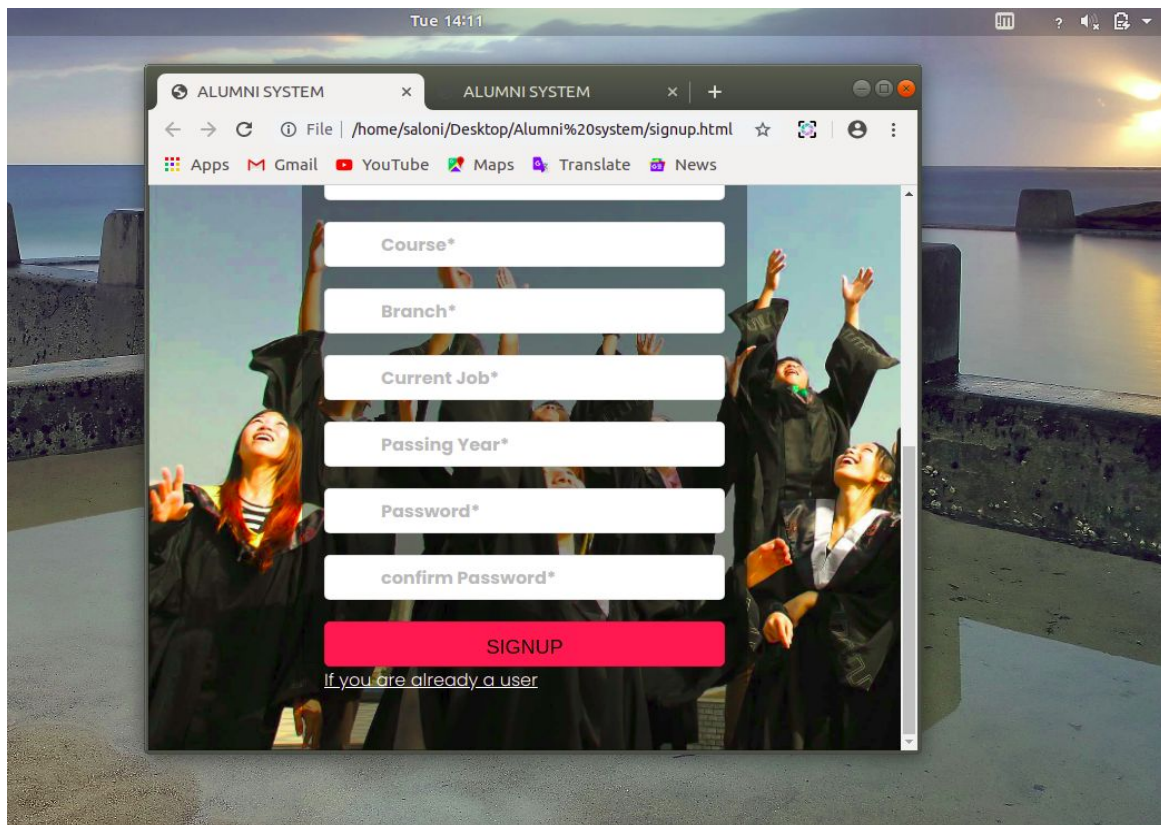 Tue 14:11
?
ALUMNI SYSTEM × ALUMNI SYSTEM × +
File | /home/saloni/Desktop/Alumni%20system/signup.html
Apps Gmail YouTube Maps Translate News
Course*
Branch*
Current Job*
Passing Year*
Password*
confirm Password*
SIGNUP
If you are already a user